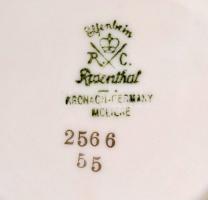 Elfenbein
R. C.
Rosenthal
KRONACH-GERMANY
MOLIERE
2566
55